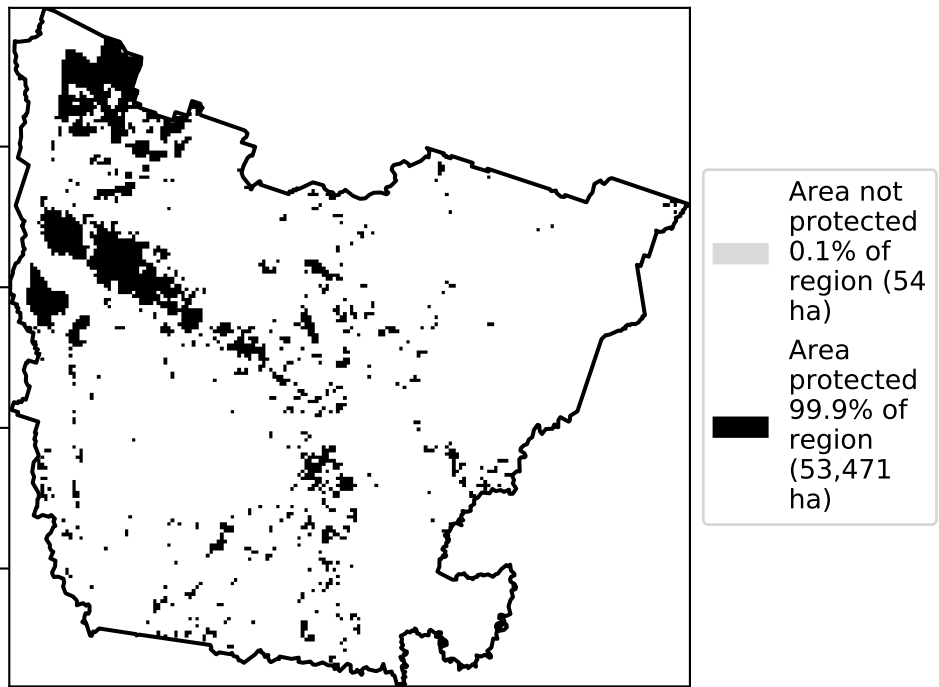 Area not
protected
0.1% of
region (54
ha)
Area
protected
99.9% of
region
(53,471
ha)